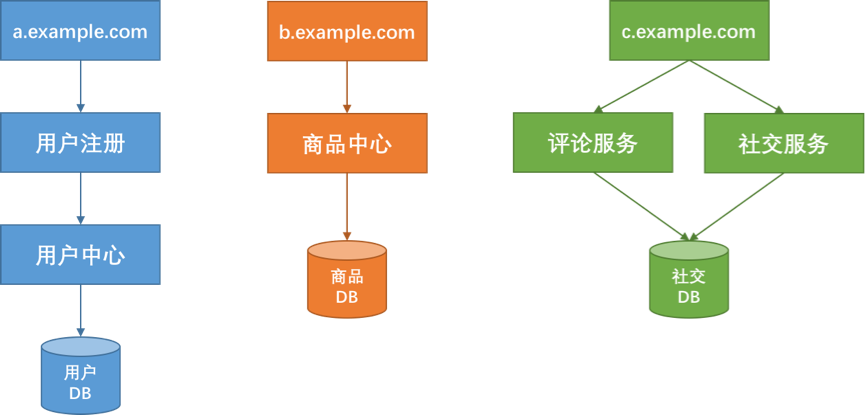 a.example.com
b.example.com
c.example.com
用户注册
商品中心
评论服务
社交服务
用户中心
商品
DB
社交
DB
用户
DB